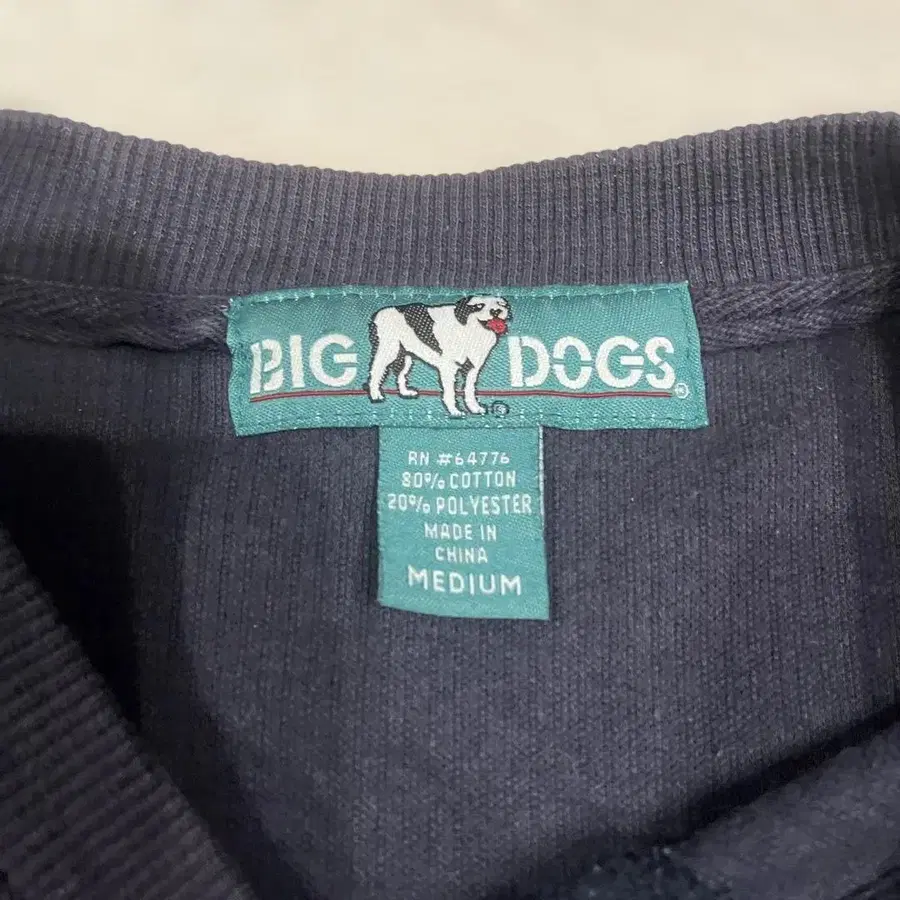 BIG DOGS®
RN #64776
80% COTTON
20% POLYESTER
MADE IN
CHINA
MEDIUM